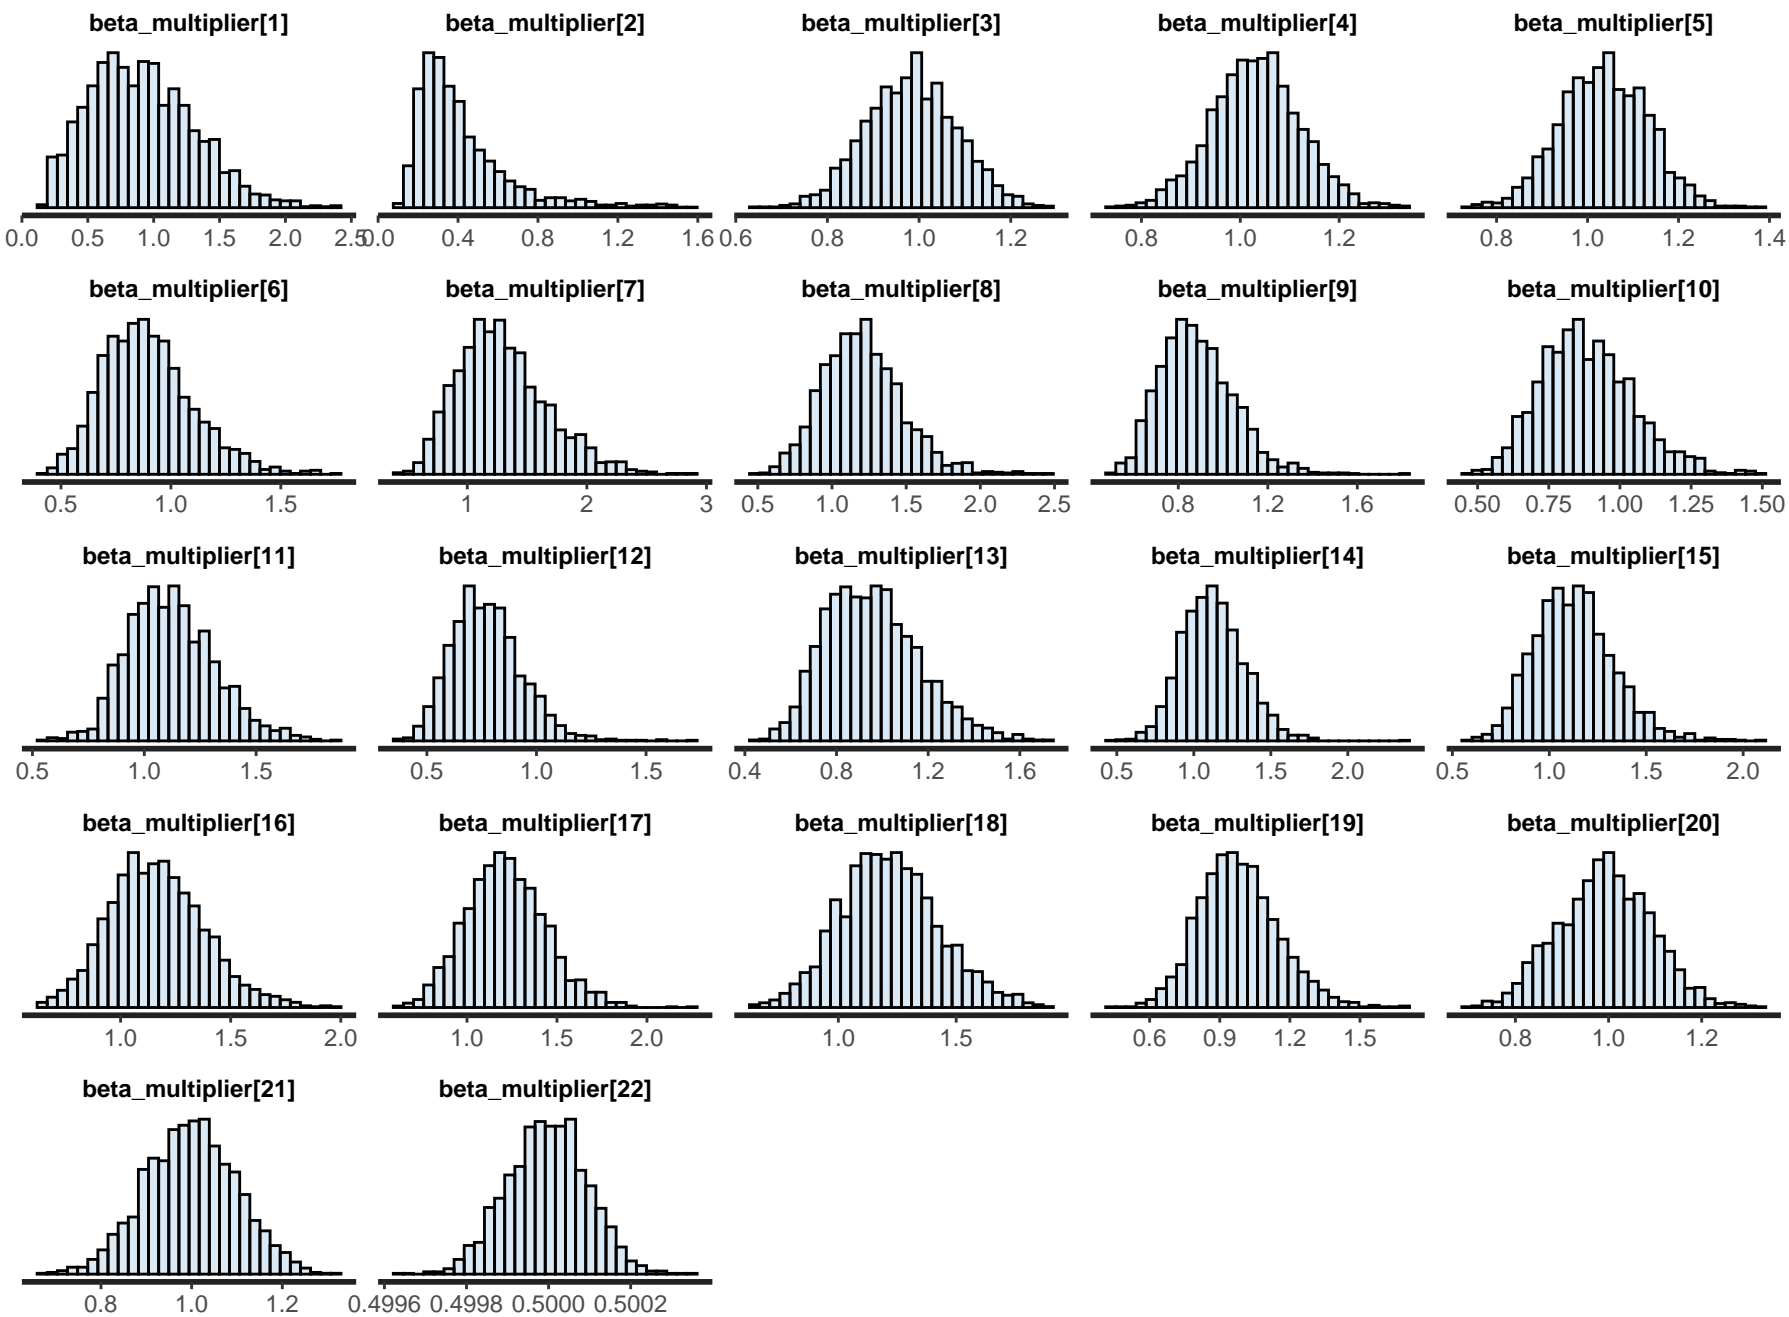 beta_multiplier[1] beta_multiplier[2] beta_multiplier[3] beta_multiplier[4] beta_multiplier[5]
0.0 0.5 1.0 1.5 2.0 2.5 0.0 0.4 0.8 1.2 1.6 0.6 0.8 1.0 1.2 0.8 1.0 1.2 0.8 1.0 1.2 1.4
beta_multiplier[6] beta_multiplier[7] beta_multiplier[8] beta_multiplier[9] beta_multiplier[10]
0.5 1.0 1.5 1 2 3 0.5 1.0 1.5 2.0 2.5 0.8 1.2 1.6 0.50 0.75 1.00 1.25 1.50
beta_multiplier[11] beta_multiplier[12] beta_multiplier[13] beta_multiplier[14] beta_multiplier[15]
0.5 1.0 1.5 0.5 1.0 1.5 0.4 0.8 1.2 1.6 0.5 1.0 1.5 2.0 0.5 1.0 1.5 2.0
beta_multiplier[16] beta_multiplier[17] beta_multiplier[18] beta_multiplier[19] beta_multiplier[20]
1.0 1.5 2.0 1.0 1.5 2.0 1.0 1.5 0.6 0.9 1.2 1.5 0.8 1.0 1.2
beta_multiplier[21] beta_multiplier[22]
0.8 1.0 1.2 0.4996 0.4998 0.5000 0.5002